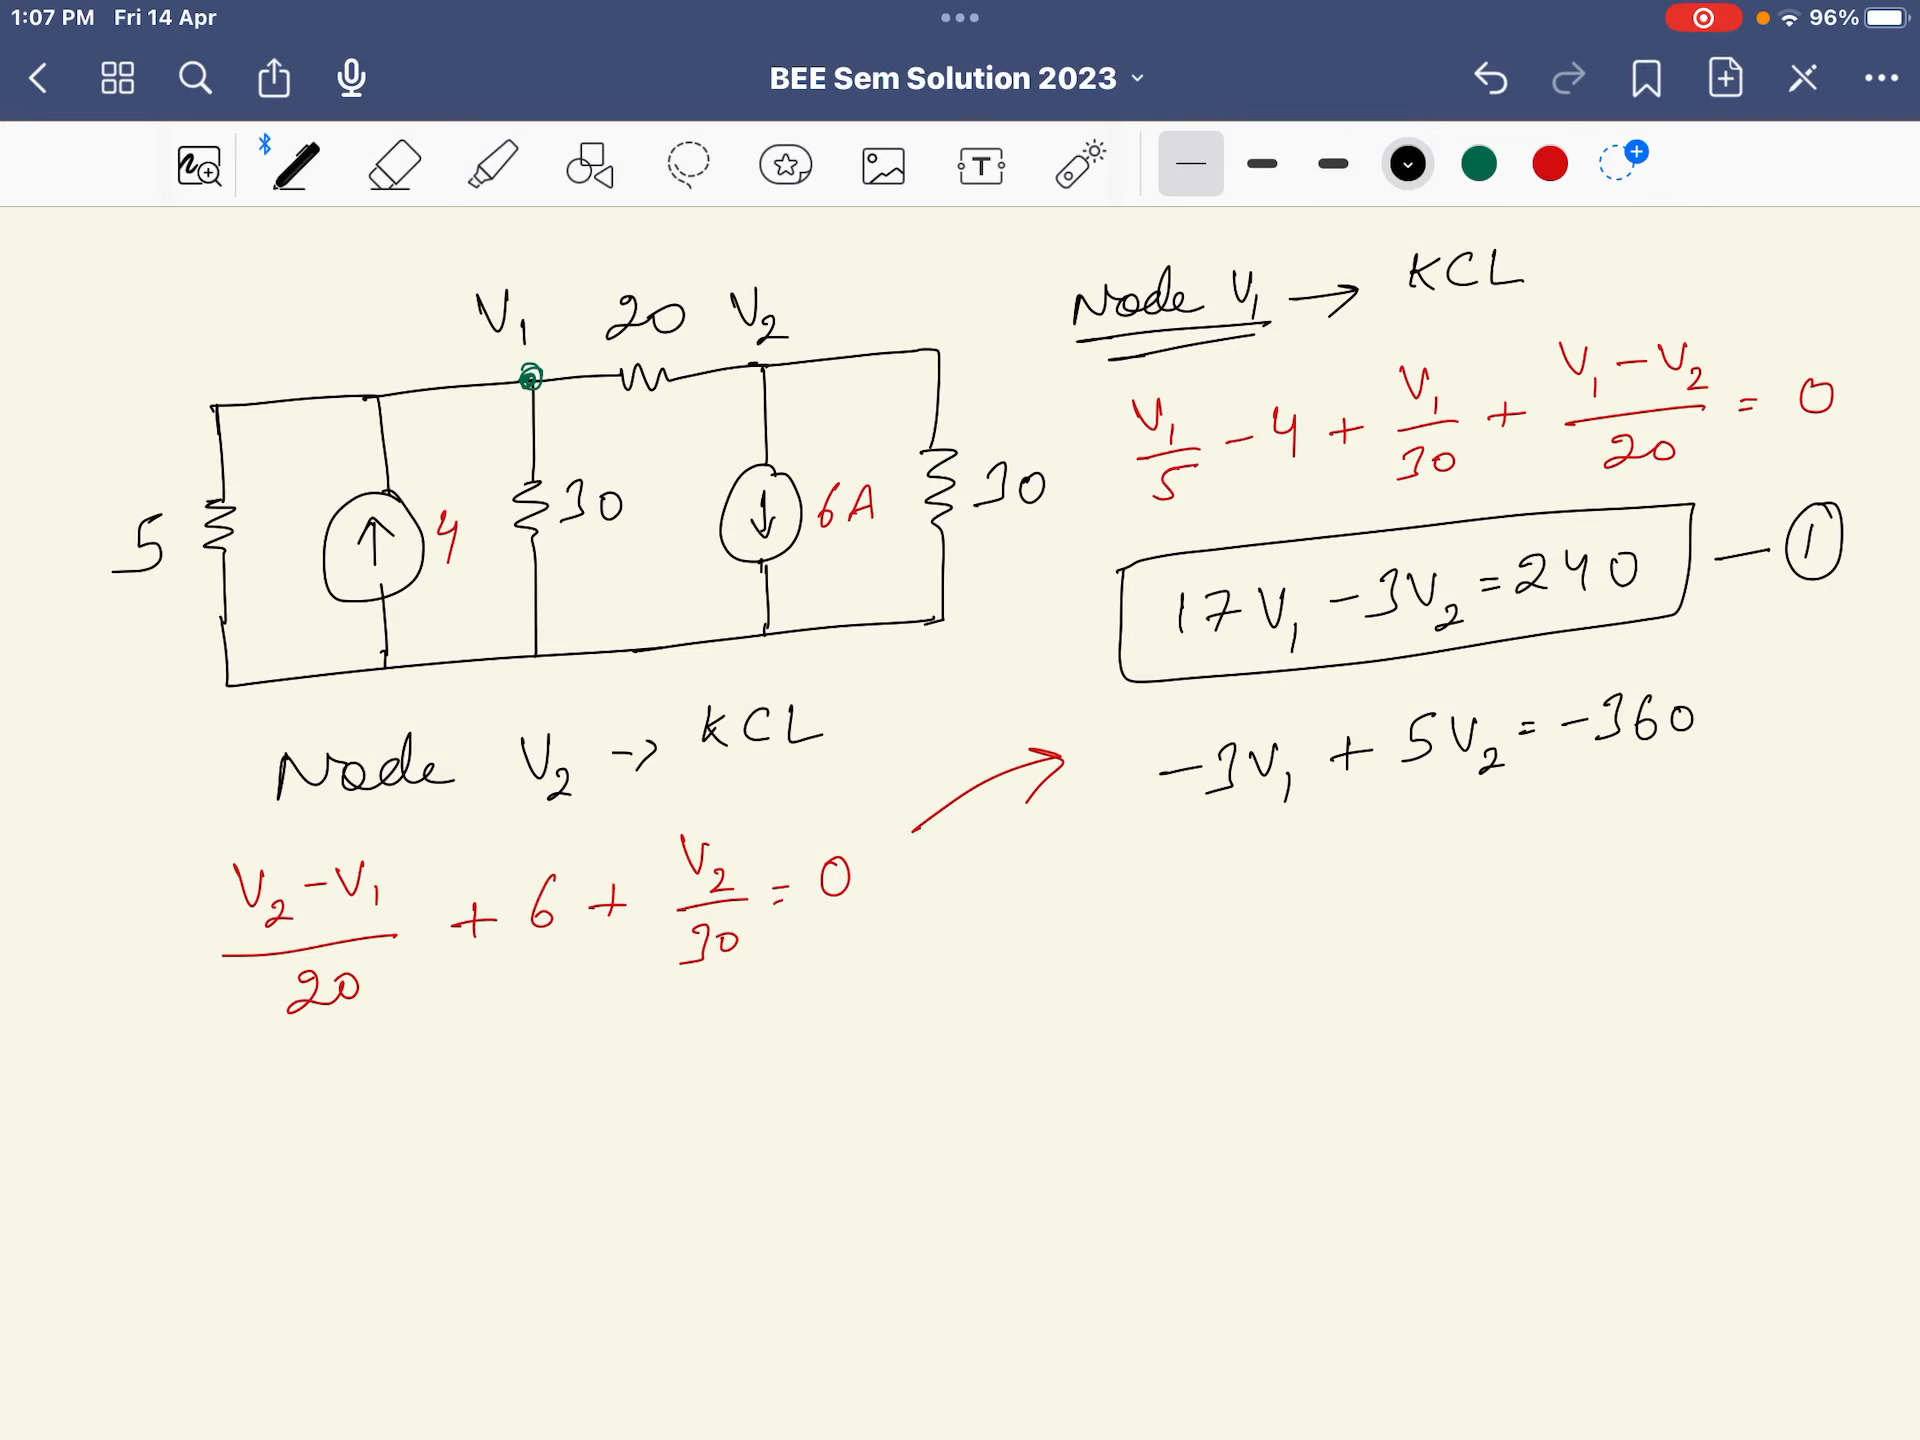 1:07 PM Fri 14 Apr
96%
BEE Sem Solution 2023
T
V₁ 20 V₂
5
4
30
6A
30
Node V₁ → KCL
V₁/5 - 4 + V₁/30 + (V₁ - V₂)/20 = 0
17V₁ - 3V₂ = 240 — ①
-3V₁ + 5V₂ = -360
Node V₂ → KCL
(V₂ - V₁)/20 + 6 + V₂/30 = 0